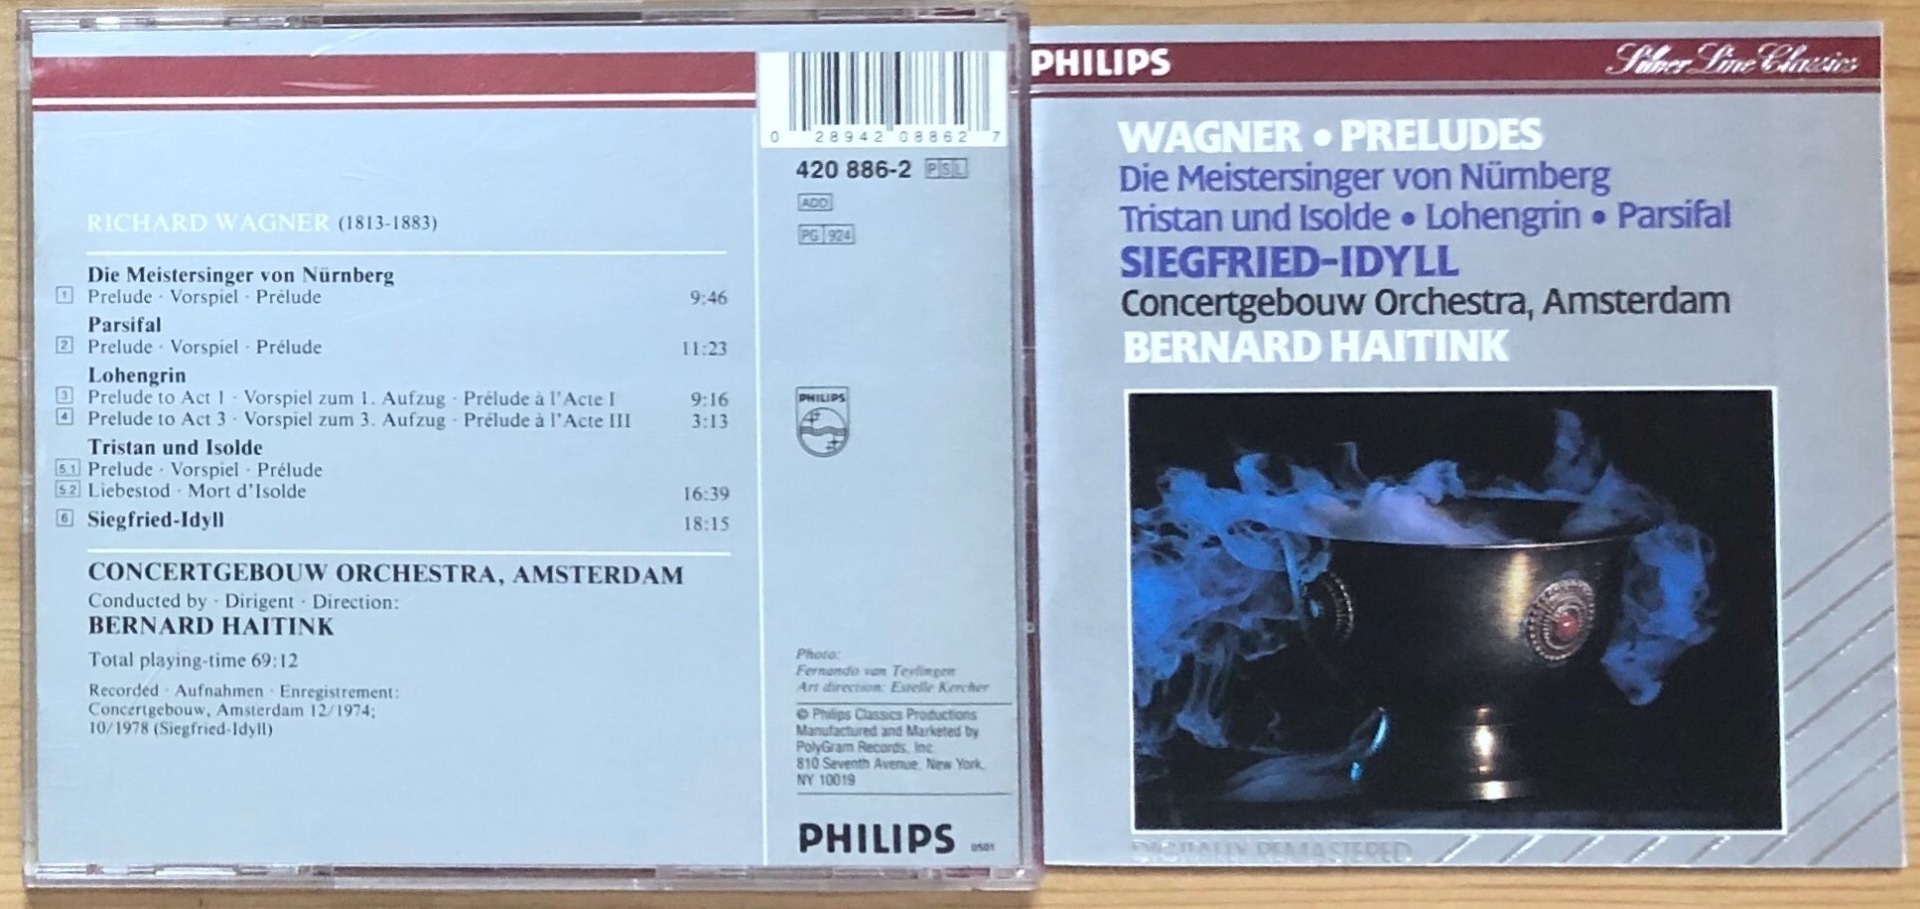 RICHARD WAGNER (1813-1883)
Die Meistersinger von Nürnberg
1 Prelude · Vorspiel · Prélude 9:46
Parsifal
2 Prelude · Vorspiel · Prélude 11:23
Lohengrin
3 Prelude to Act 1 · Vorspiel zum 1. Aufzug · Prélude à l'Acte I 9:16
4 Prelude to Act 3 · Vorspiel zum 3. Aufzug · Prélude à l'Acte III 3:13
Tristan und Isolde
5.1 Prelude · Vorspiel · Prélude
5.2 Liebestod · Mort d'Isolde 16:39
6 Siegfried-Idyll 18:15
CONCERTGEBOUW ORCHESTRA, AMSTERDAM
Conducted by · Dirigent · Direction:
BERNARD HAITINK
Total playing-time 69:12
Recorded · Aufnahmen · Enregistrement:
Concertgebouw, Amsterdam 12/1974;
10/1978 (Siegfried-Idyll)
0 28942 08862 7
420 886-2 PSL
ADD
PG 924
PHILIPS
Photo:
Fernando van Teylingen
Art direction: Estelle Kercher
© Philips Classics Productions
Manufactured and Marketed by
PolyGram Records, Inc.
810 Seventh Avenue, New York,
NY 10019
PHILIPS 0501
PHILIPS Silver Line Classics
WAGNER • PRELUDES
Die Meistersinger von Nürnberg
Tristan und Isolde • Lohengrin • Parsifal
SIEGFRIED-IDYLL
Concertgebouw Orchestra, Amsterdam
BERNARD HAITINK
DIGITALLY REMASTERED